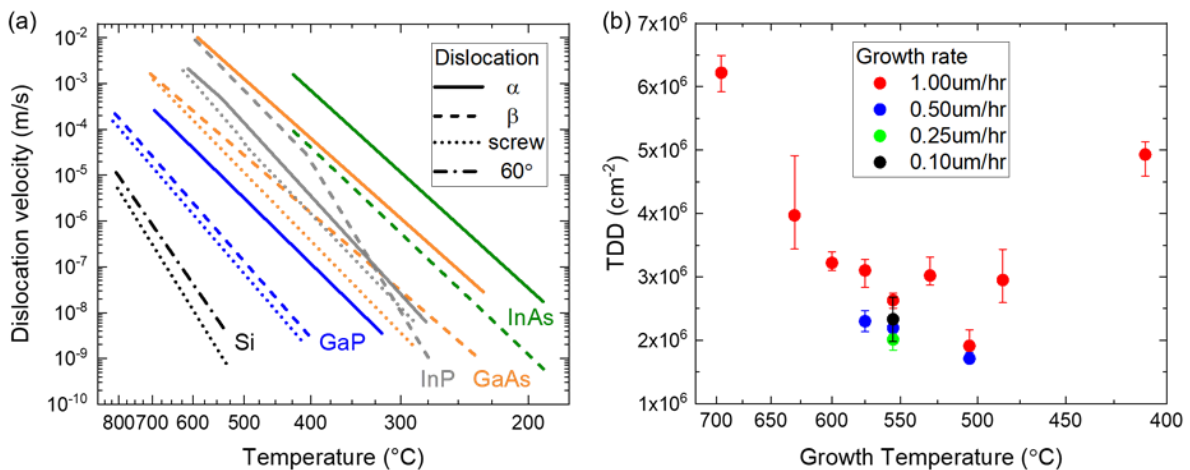 (a)
Dislocation velocity (m/s)
10⁻²
10⁻³
10⁻⁴
10⁻⁵
10⁻⁶
10⁻⁷
10⁻⁸
10⁻⁹
10⁻¹⁰
Dislocation
α
β
screw
60°
Si
GaP
InP
GaAs
InAs
800 700 600 500 400 300 200
Temperature (°C)
(b)
TDD (cm⁻²)
7x10⁶
6x10⁶
5x10⁶
4x10⁶
3x10⁶
2x10⁶
1x10⁶
Growth rate
1.00um/hr
0.50um/hr
0.25um/hr
0.10um/hr
700 650 600 550 500 450 400
Growth Temperature (°C)